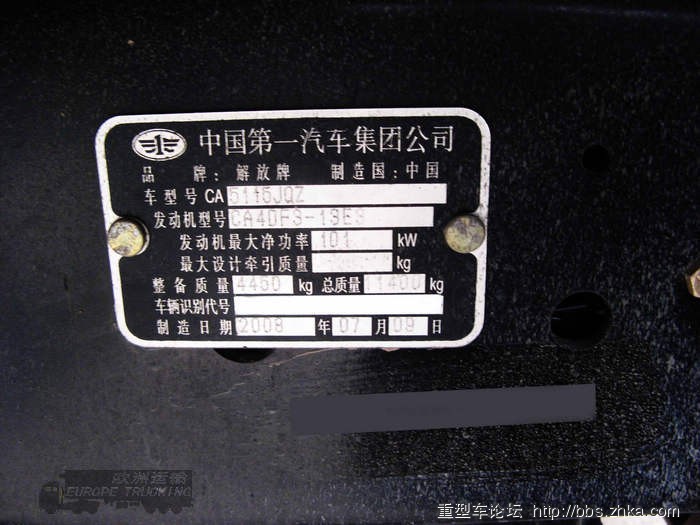 中国第一汽车集团公司
品 牌：解放牌 制造国：中国
车型号 CA 5115JQZ
发动机型号 CA4DF3-13E3
发动机最大净功率 101 kW
最大设计牵引质量 kg
整备质量 4450 kg 总质量 11400 kg
车辆识别代号
制造日期 2008 年 07 月 09 日
欧洲运输
EUROPE TRUCKING
重型车论坛 http://bbs.zhka.com